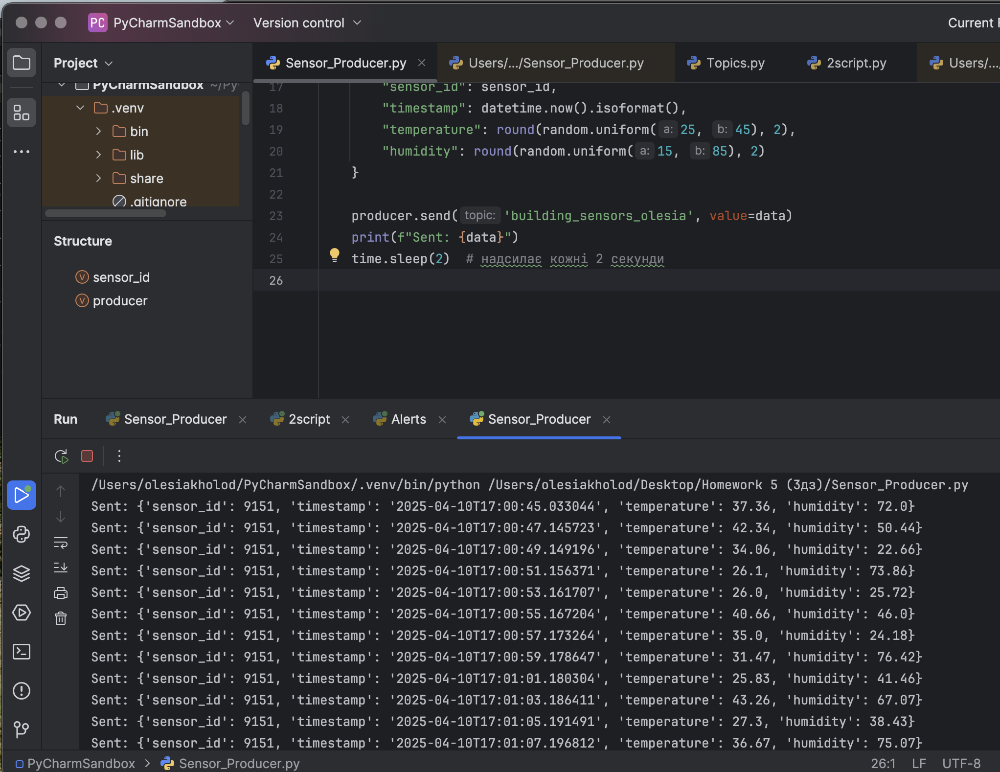 PC PyCharmSandbox Version control Current
Project
Sensor_Producer.py Users/.../Sensor_Producer.py Topics.py 2script.py Users/...
PyCharmSandbox ~/Py
.venv
bin
lib
share
.gitignore
Structure
sensor_id
producer
17 "sensor_id": sensor_id,
18 "timestamp": datetime.now().isoformat(),
19 "temperature": round(random.uniform( a: 25, b: 45), 2),
20 "humidity": round(random.uniform( a: 15, b: 85), 2)
21 }
22
23 producer.send( topic: 'building_sensors_olesia', value=data)
24 print(f"Sent: {data}")
25 time.sleep(2) # надсилає кожні 2 секунди
26
Run Sensor_Producer 2script Alerts Sensor_Producer
/Users/olesiakholod/PyCharmSandbox/.venv/bin/python /Users/olesiakholod/Desktop/Homework 5 (3дз)/Sensor_Producer.py
Sent: {'sensor_id': 9151, 'timestamp': '2025-04-10T17:00:45.033044', 'temperature': 37.36, 'humidity': 72.0}
Sent: {'sensor_id': 9151, 'timestamp': '2025-04-10T17:00:47.145723', 'temperature': 42.34, 'humidity': 50.44}
Sent: {'sensor_id': 9151, 'timestamp': '2025-04-10T17:00:49.149196', 'temperature': 34.06, 'humidity': 22.66}
Sent: {'sensor_id': 9151, 'timestamp': '2025-04-10T17:00:51.156371', 'temperature': 26.1, 'humidity': 73.86}
Sent: {'sensor_id': 9151, 'timestamp': '2025-04-10T17:00:53.161707', 'temperature': 26.0, 'humidity': 25.72}
Sent: {'sensor_id': 9151, 'timestamp': '2025-04-10T17:00:55.167204', 'temperature': 40.66, 'humidity': 46.0}
Sent: {'sensor_id': 9151, 'timestamp': '2025-04-10T17:00:57.173264', 'temperature': 35.0, 'humidity': 24.18}
Sent: {'sensor_id': 9151, 'timestamp': '2025-04-10T17:00:59.178647', 'temperature': 31.47, 'humidity': 76.42}
Sent: {'sensor_id': 9151, 'timestamp': '2025-04-10T17:01:01.180304', 'temperature': 25.83, 'humidity': 41.46}
Sent: {'sensor_id': 9151, 'timestamp': '2025-04-10T17:01:03.186411', 'temperature': 43.26, 'humidity': 67.07}
Sent: {'sensor_id': 9151, 'timestamp': '2025-04-10T17:01:05.191491', 'temperature': 27.3, 'humidity': 38.43}
Sent: {'sensor_id': 9151, 'timestamp': '2025-04-10T17:01:07.196812', 'temperature': 36.67, 'humidity': 75.07}
PyCharmSandbox > Sensor_Producer.py 26:1 LF UTF-8